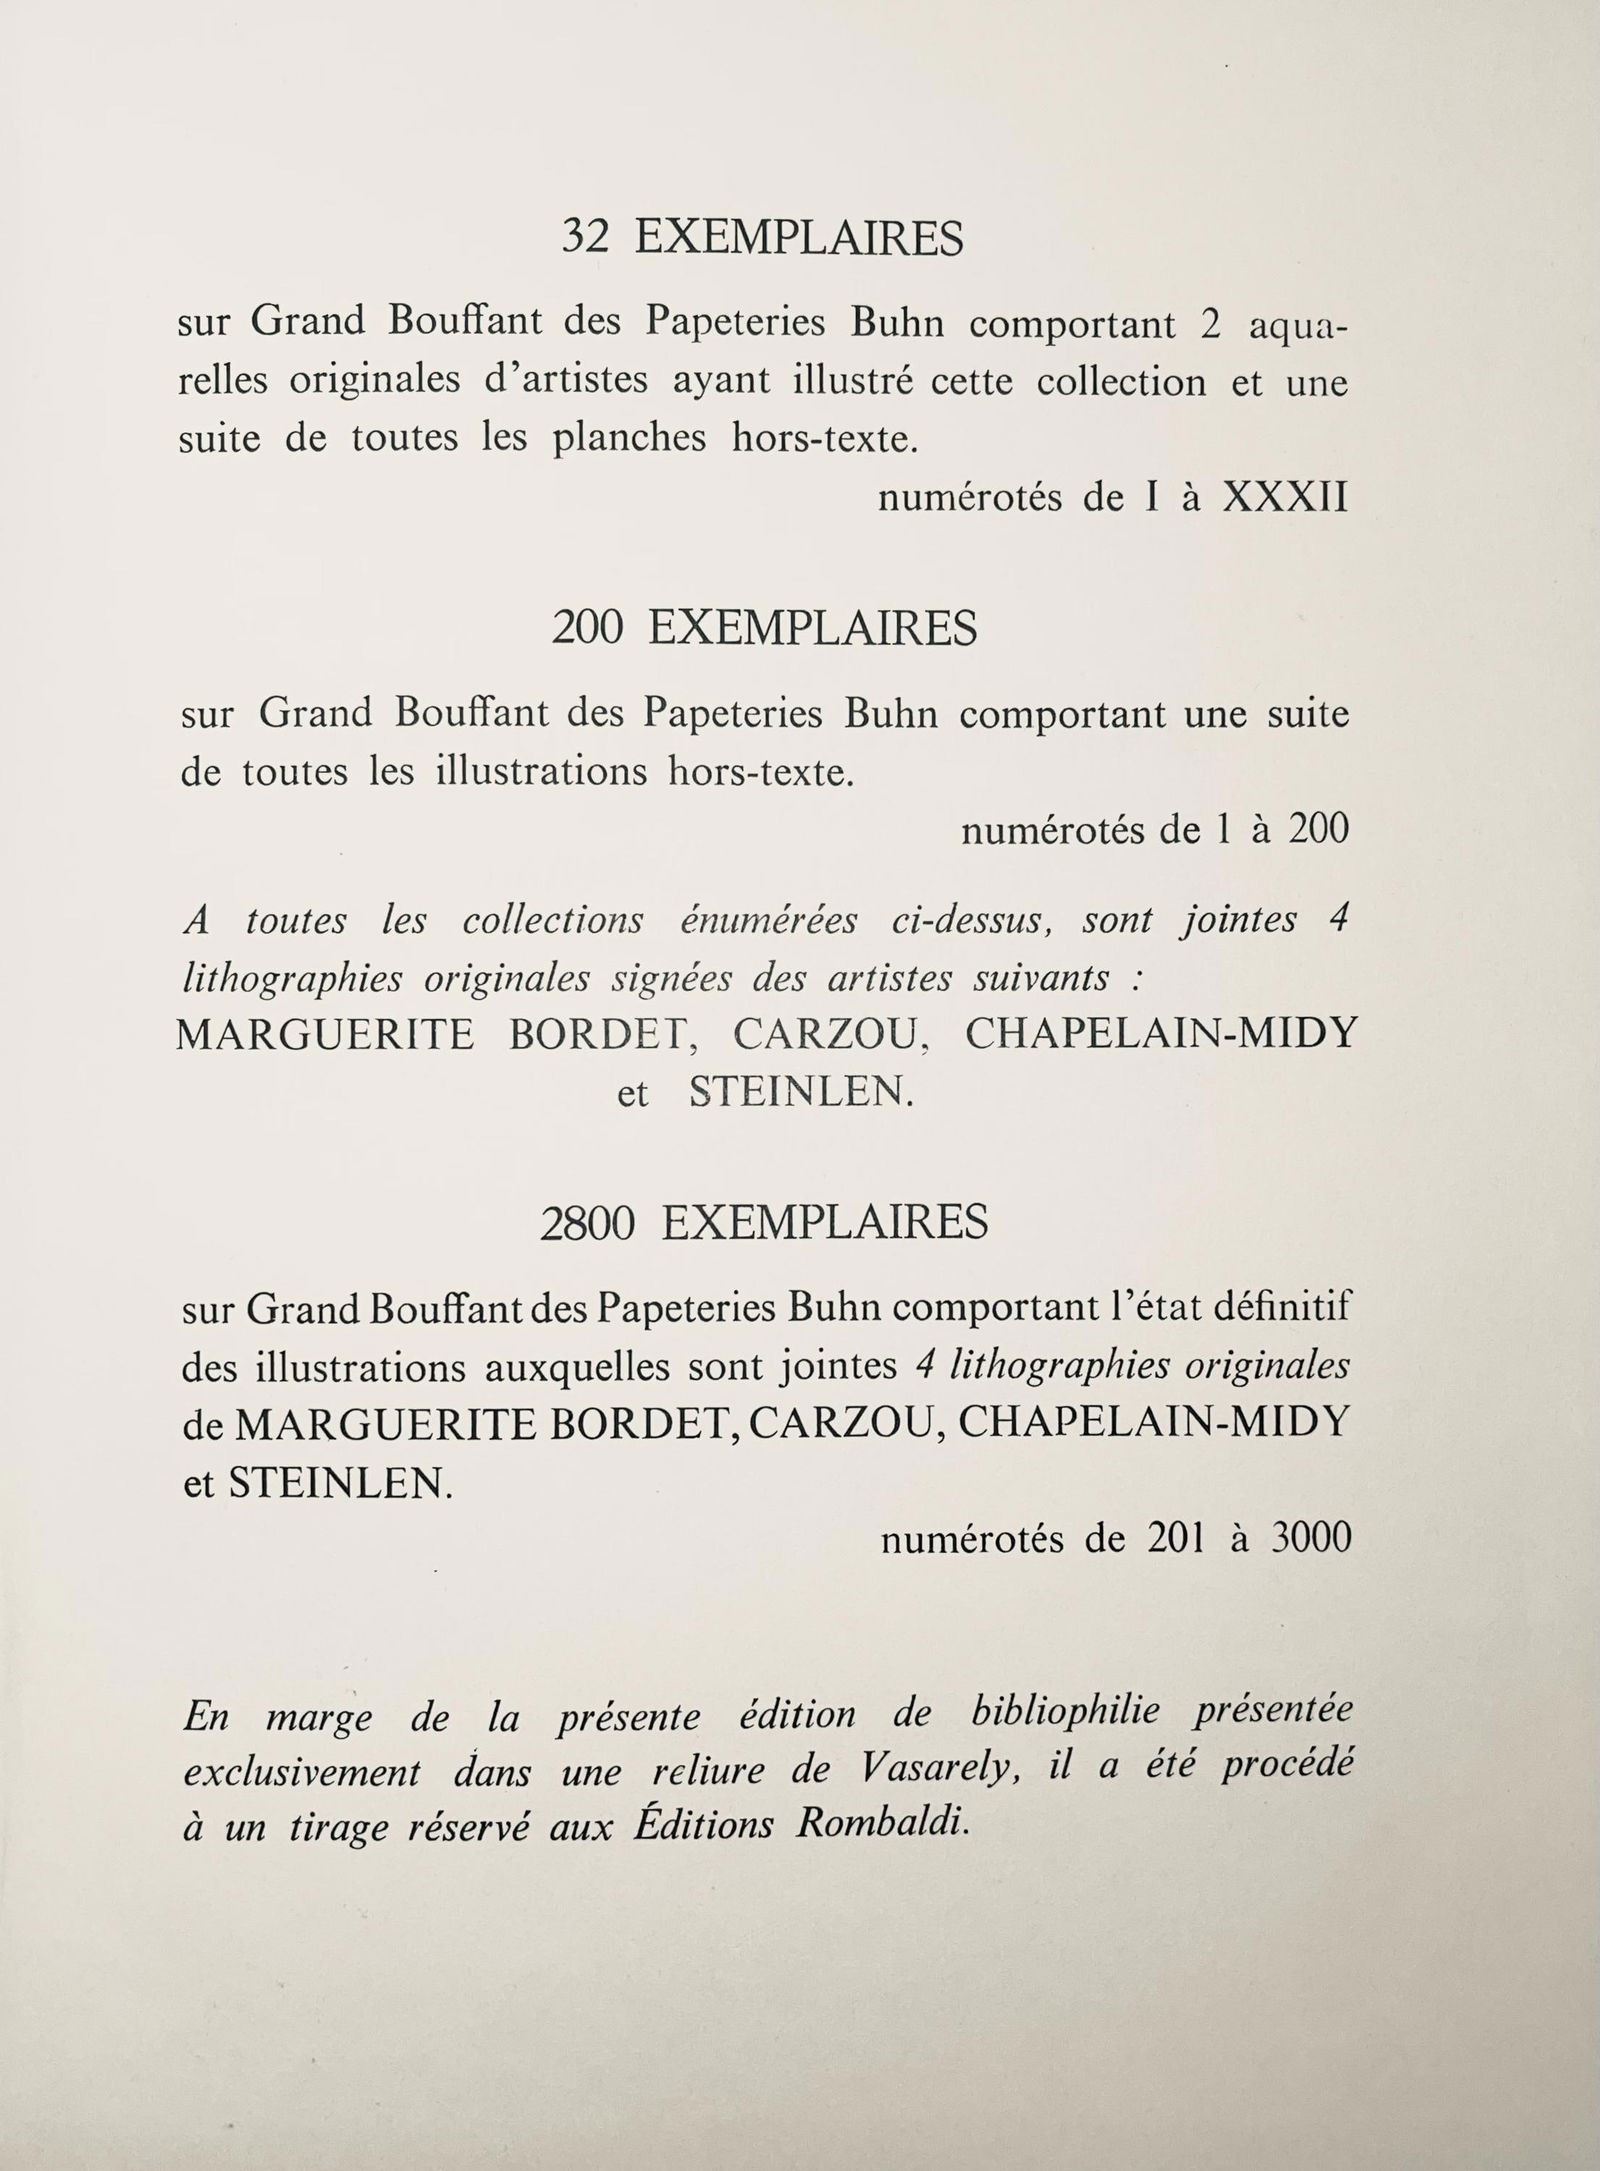 32 EXEMPLAIRES
sur Grand Bouffant des Papeteries Buhn comportant 2 aqua-
relles originales d’artistes ayant illustré cette collection et une
suite de toutes les planches hors-texte.
numérotés de I à XXXII
200 EXEMPLAIRES
sur Grand Bouffant des Papeteries Buhn comportant une suite
de toutes les illustrations hors-texte.
numérotés de 1 à 200
A toutes les collections énumérées ci-dessus, sont jointes 4
lithographies originales signées des artistes suivants :
MARGUERITE BORDET, CARZOU, CHAPELAIN-MIDY
et STEINLEN.
2800 EXEMPLAIRES
sur Grand Bouffant des Papeteries Buhn comportant l’état définitif
des illustrations auxquelles sont jointes 4 lithographies originales
de MARGUERITE BORDET, CARZOU, CHAPELAIN-MIDY
et STEINLEN.
numérotés de 201 à 3000
En marge de la présente édition de bibliophilie présentée
exclusivement dans une reliure de Vasarely, il a été procédé
à un tirage réservé aux Éditions Rombaldi.